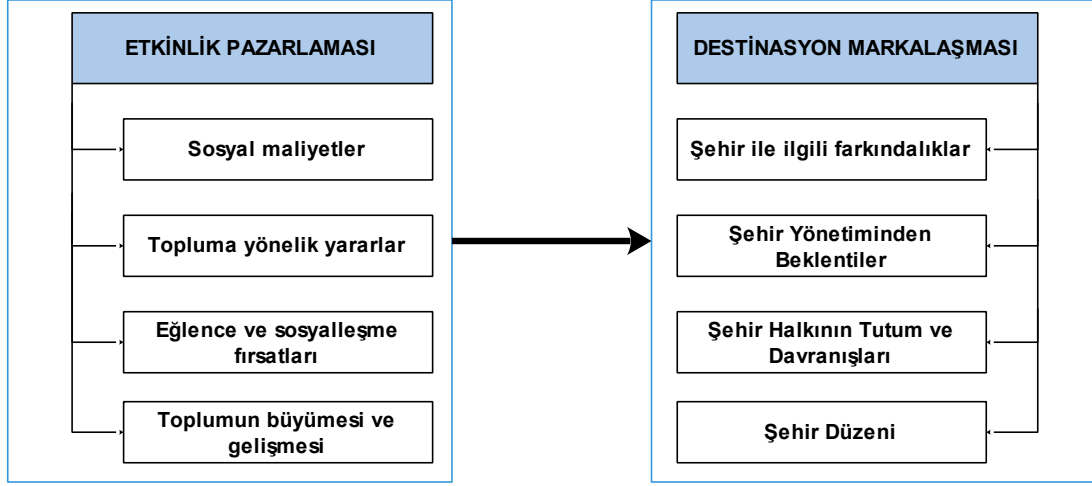 ETKİNLİK PAZARLAMASI
Sosyal maliyetler
Topluma yönelik yararlar
Eğlence ve sosyalleşme
fırsatları
Toplumun büyümesi ve
gelişmesi
DESTİNASYON MARKALAŞMASI
Şehir ile ilgili farkındalıklar
Şehir Yönetiminden
Beklentiler
Şehir Halkının Tutum ve
Davranışları
Şehir Düzeni